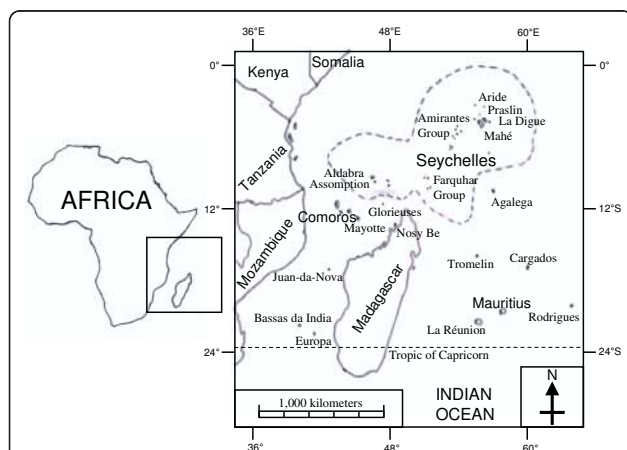 36°E
48°
60°
0°
0°
Somalia
Kenya
Aride
Praslin
La Digue
Amirantes
Group
Mahé
Seychelles
Tanzania
Aldabra
Assomption
Farquhar
Group
AFRICA
Agalega
12°
12°S
Comoros
Glorieuses
Mayotte
Nosy Be
Mozambique
Tromelin
Cargados
Juan-da-Nova
Madagascar
Mauritius
Rodrigues
Bassas da India
La Réunion
Europa
24°
24°S
Tropic of Capricorn
1,000 kilometers
INDIAN
OCEAN
N
36°
48°
60°